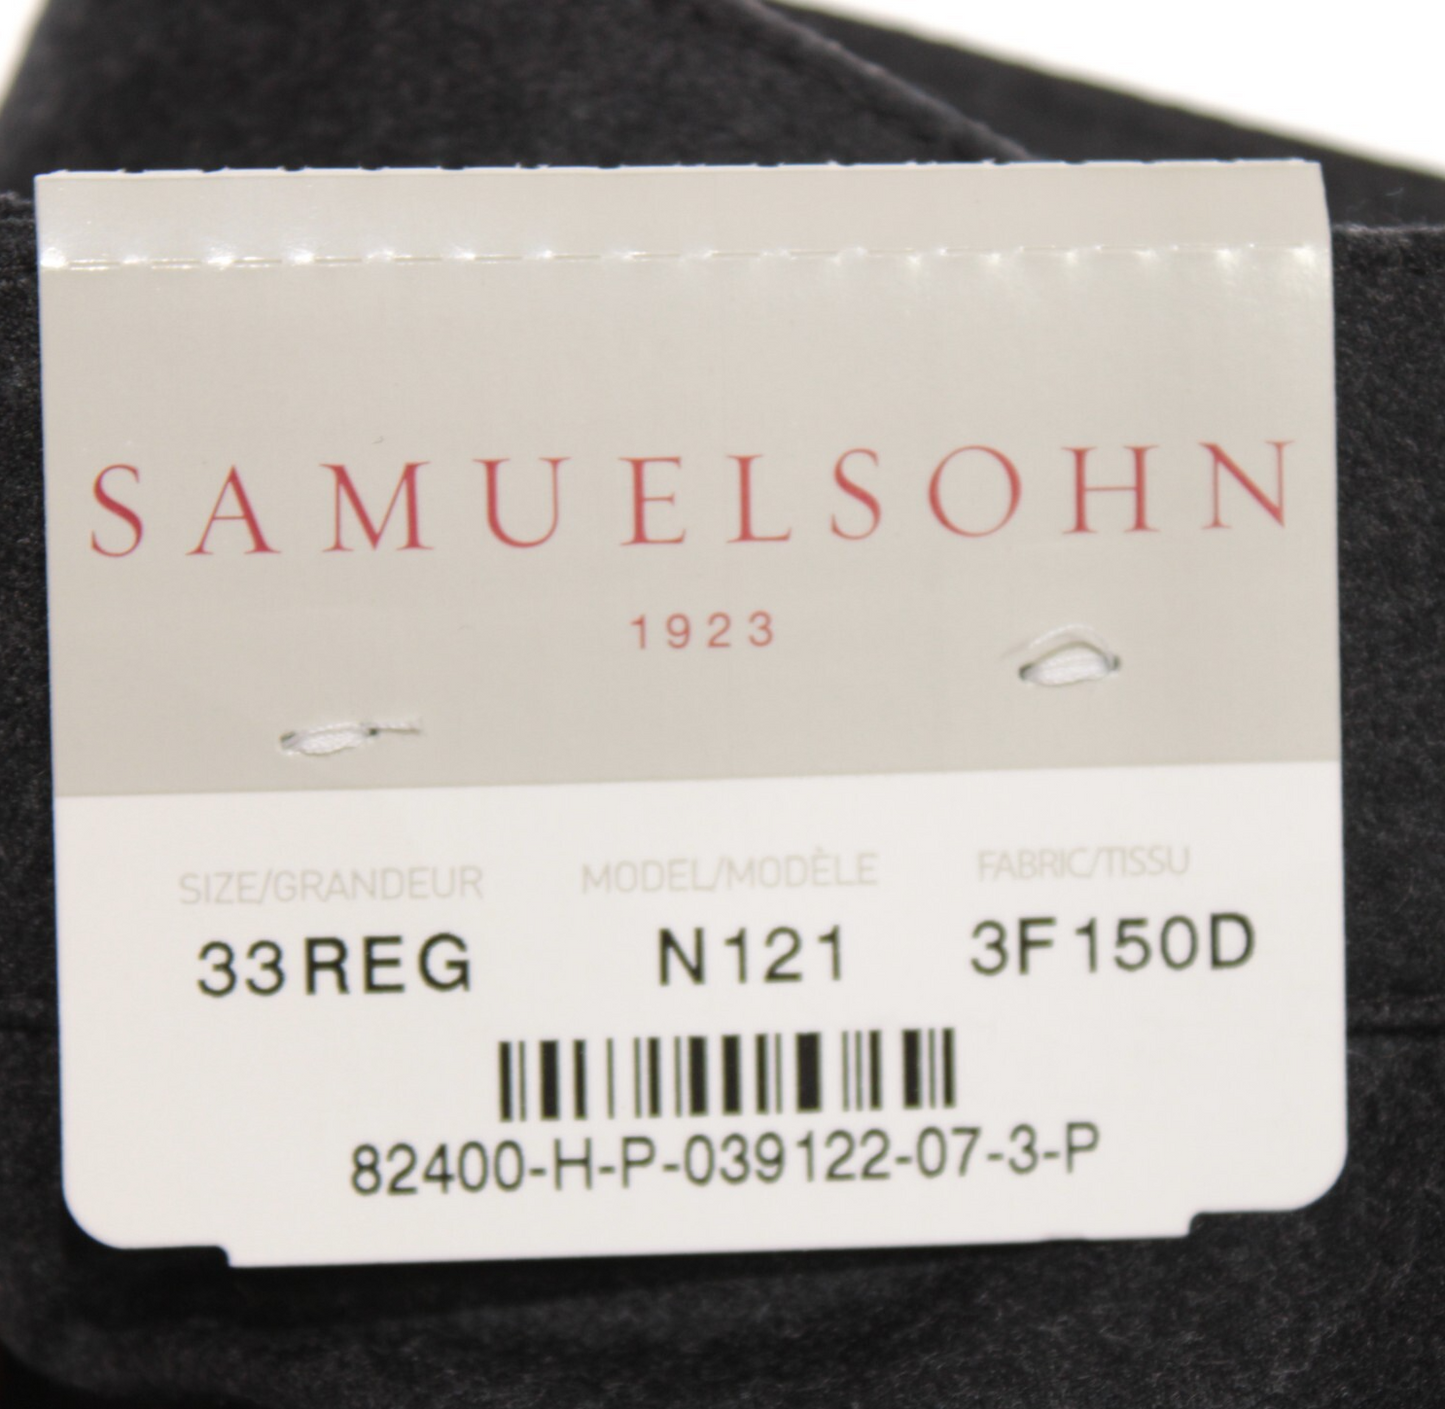 SAMUELSOHN
1923
SIZE/GRANDEUR MODEL/MODÈLE FABRIC/TISSU
33REG N121 3F150D
82400-H-P-039122-07-3-P